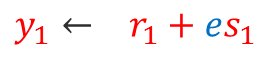 y₁ ← r₁ + es₁